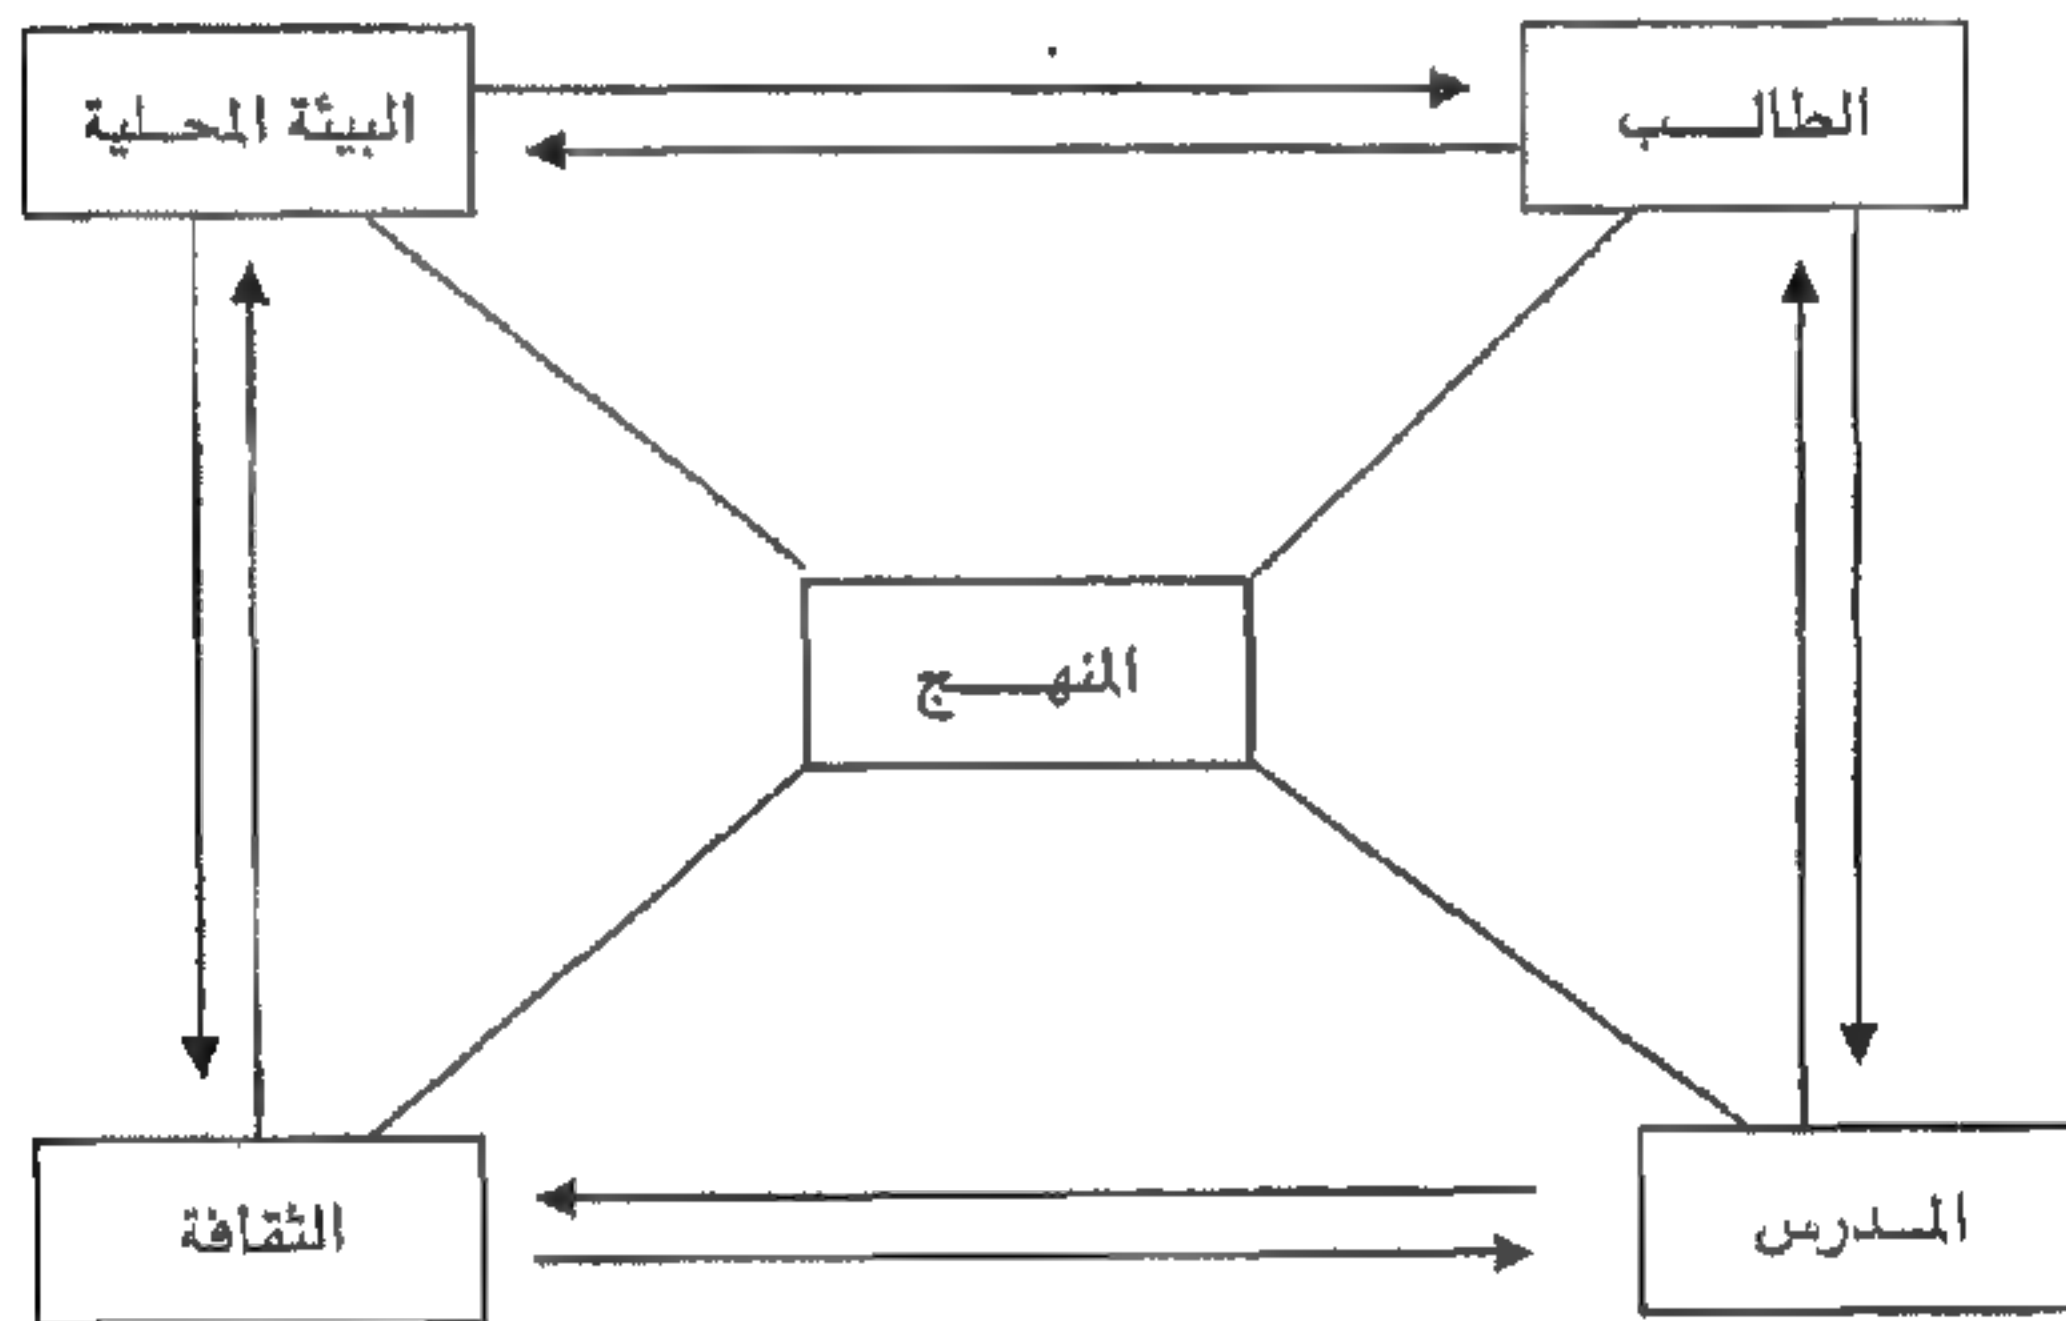 الطالب
البيئة المحلية
المنهج
المدرس
الثقافة